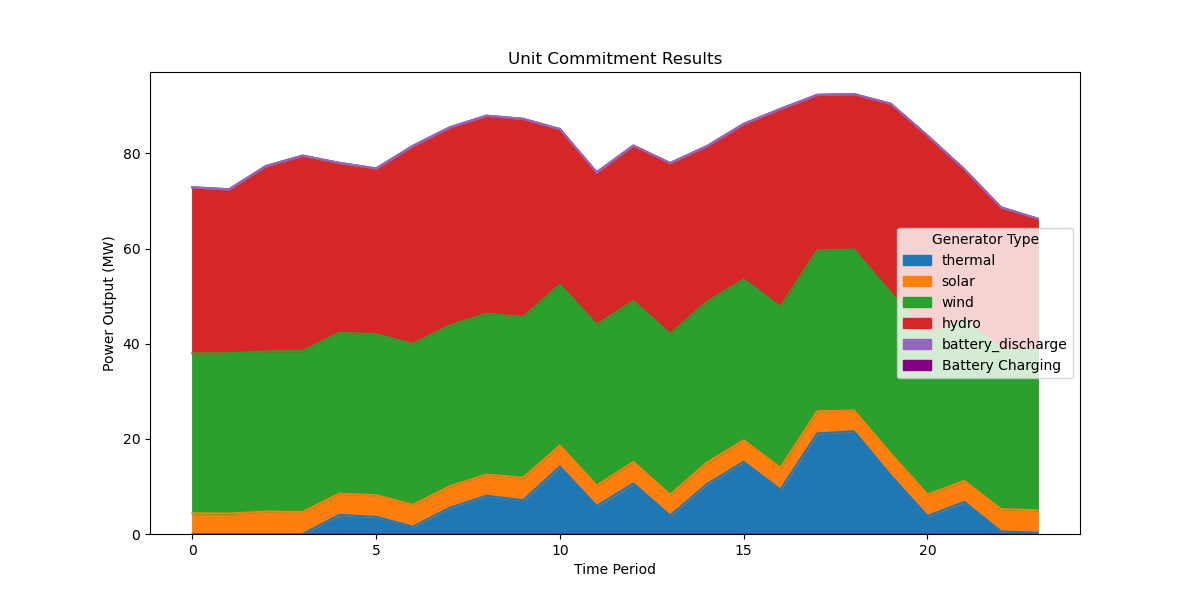 Unit Commitment Results
Power Output (MW)
80
60
40
20
0
0 5 10 15 20
Time Period
Generator Type
thermal
solar
wind
hydro
battery_discharge
Battery Charging